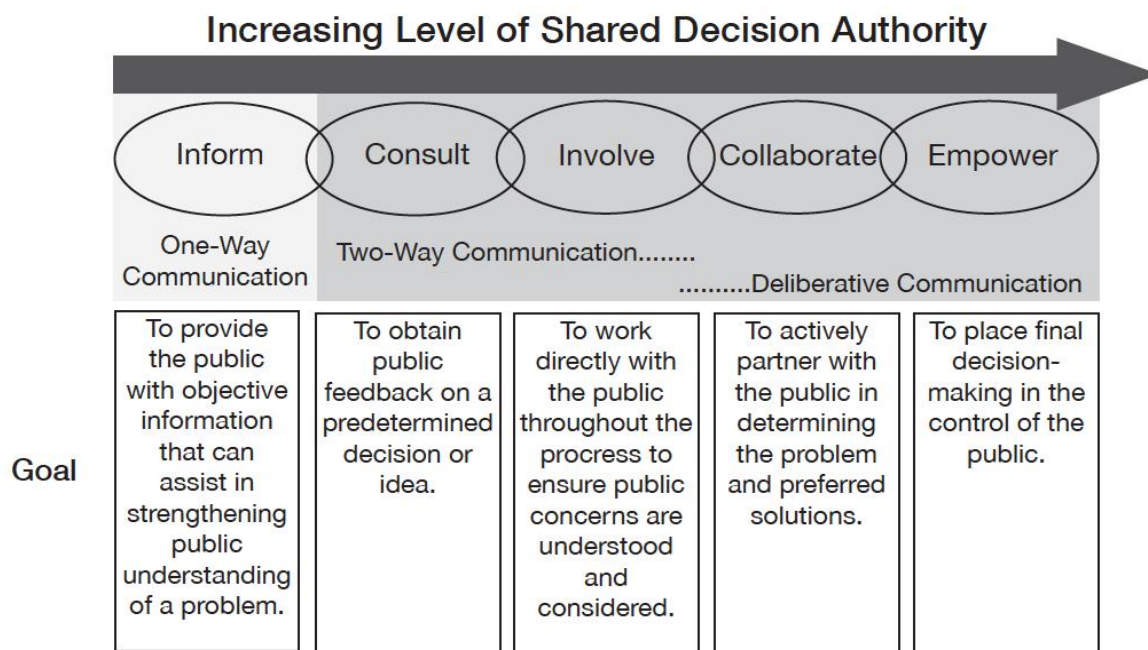 Increasing Level of Shared Decision Authority
Inform
Consult
Involve
Collaborate
Empower
One-Way
Communication
Two-Way Communication........
..........Deliberative Communication
Goal
To provide
the public
with objective
information
that can
assist in
strengthening
public
understanding
of a problem.
To obtain
public
feedback on a
predetermined
decision or
idea.
To work
directly with
the public
throughout the
procress to
ensure public
concerns are
understood
and
considered.
To actively
partner with
the public in
determining
the problem
and preferred
solutions.
To place final
decision-
making in the
control of the
public.